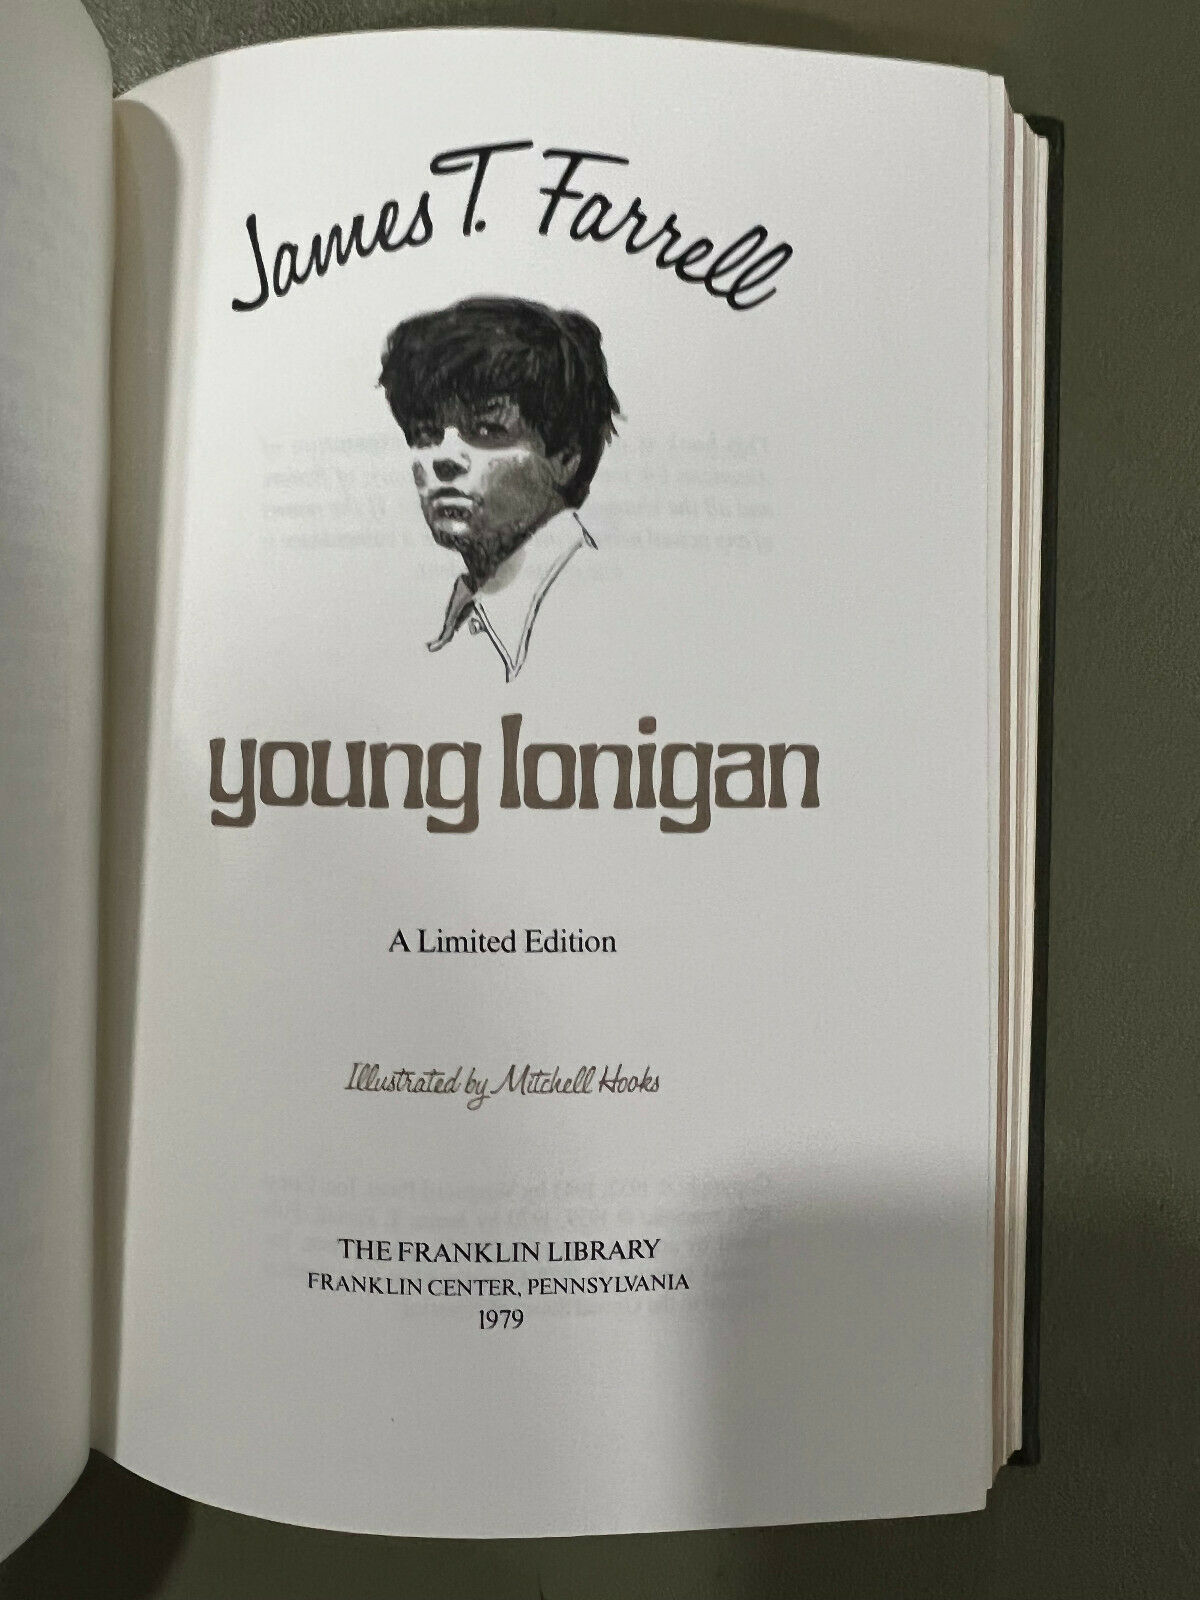 James T. Farrell
young lonigan
A Limited Edition
Illustrated by Mitchell Hooks
THE FRANKLIN LIBRARY
FRANKLIN CENTER, PENNSYLVANIA
1979